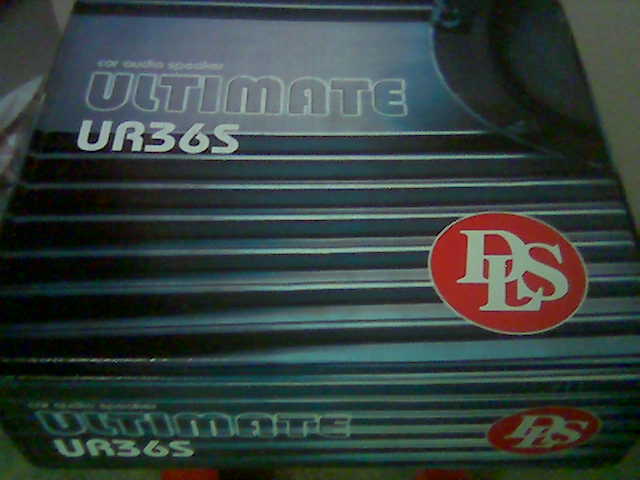 car audio speaker
ULTIMATE
UR36S
DLS
car audio speaker
ULTIMATE
UR36S
DLS